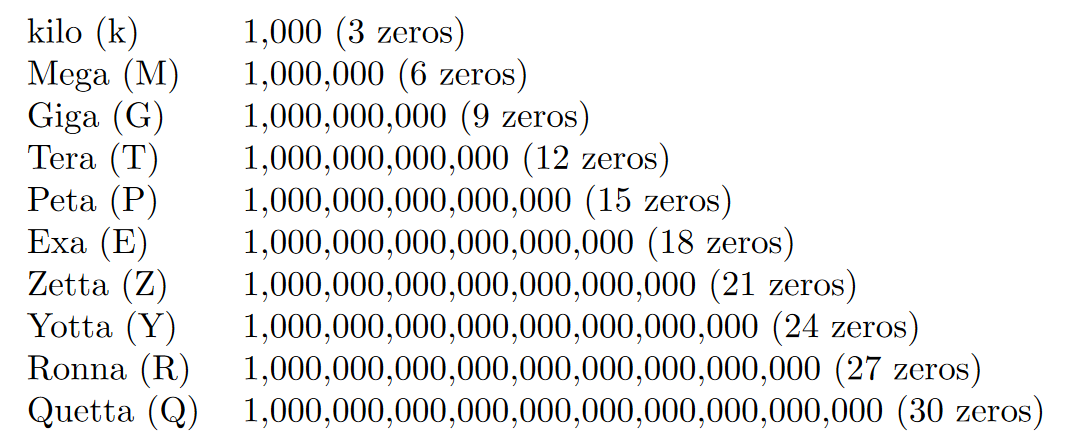 kilo (k) 1,000 (3 zeros)
Mega (M) 1,000,000 (6 zeros)
Giga (G) 1,000,000,000 (9 zeros)
Tera (T) 1,000,000,000,000 (12 zeros)
Peta (P) 1,000,000,000,000,000 (15 zeros)
Exa (E) 1,000,000,000,000,000,000 (18 zeros)
Zetta (Z) 1,000,000,000,000,000,000,000 (21 zeros)
Yotta (Y) 1,000,000,000,000,000,000,000,000 (24 zeros)
Ronna (R) 1,000,000,000,000,000,000,000,000,000 (27 zeros)
Quetta (Q) 1,000,000,000,000,000,000,000,000,000,000 (30 zeros)